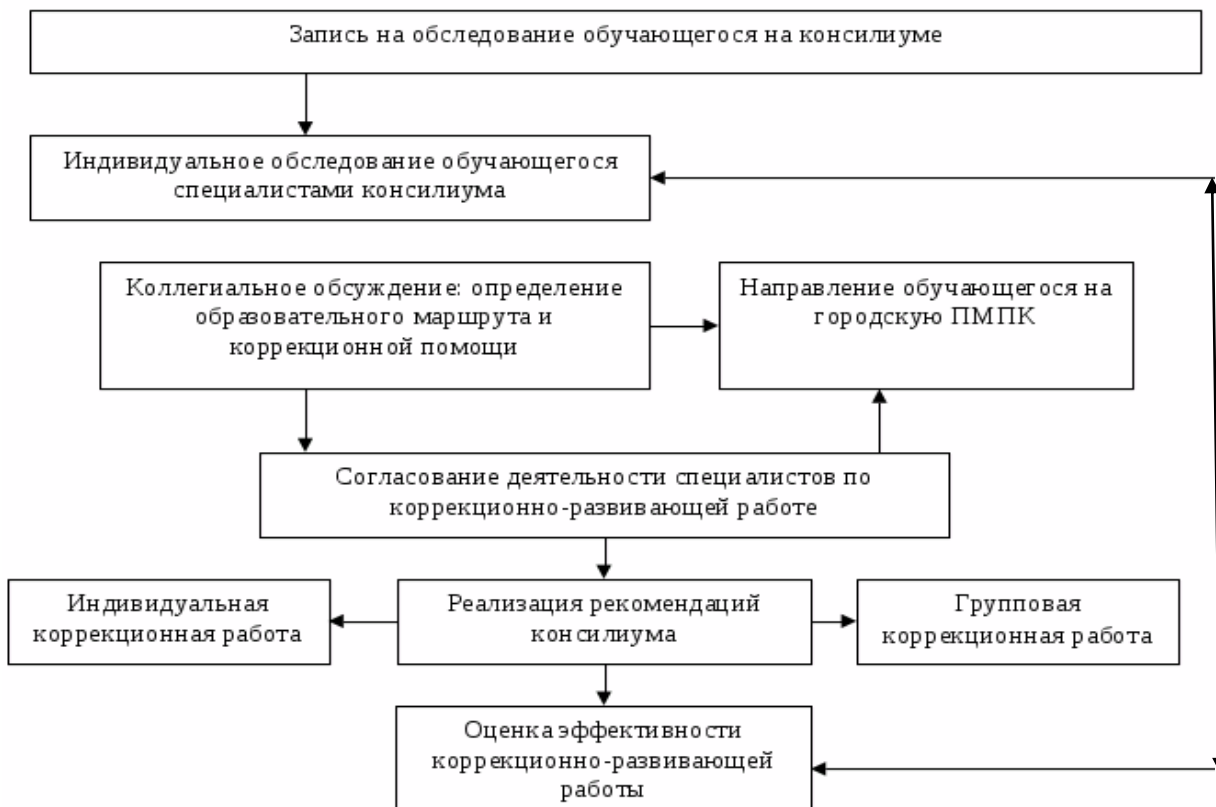 Запись на обследование обучающегося на консилиуме
Индивидуальное обследование обучающегося
специалистами консилиума
Коллегиальное обсуждение: определение
образовательного маршрута и
коррекционной помощи
Направление обучающегося на
городскую ПМПК
Согласование деятельности специалистов по
коррекционно-развивающей работе
Индивидуальная
коррекционная работа
Реализация рекомендаций
консилиума
Групповая
коррекционная работа
Оценка эффективности
коррекционно-развивающей
работы